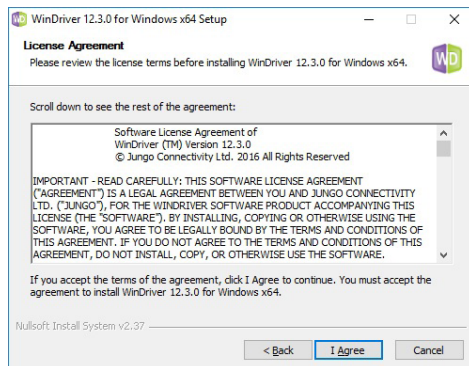 WD WinDriver 12.3.0 for Windows x64 Setup
License Agreement
Please review the license terms before installing WinDriver 12.3.0 for Windows x64.
WD
Scroll down to see the rest of the agreement:
Software License Agreement of
WinDriver (TM) Version 12.3.0
© Jungo Connectivity Ltd. 2016 All Rights Reserved
IMPORTANT - READ CAREFULLY: THIS SOFTWARE LICENSE AGREEMENT
("AGREEMENT") IS A LEGAL AGREEMENT BETWEEN YOU AND JUNGO CONNECTIVITY
LTD. ("JUNGO"), FOR THE WINDRIVER SOFTWARE PRODUCT ACCOMPANYING THIS
LICENSE (THE "SOFTWARE"). BY INSTALLING, COPYING OR OTHERWISE USING THE
SOFTWARE, YOU AGREE TO BE LEGALLY BOUND BY THE TERMS AND CONDITIONS OF
THIS AGREEMENT. IF YOU DO NOT AGREE TO THE TERMS AND CONDITIONS OF THIS
AGREEMENT, DO NOT INSTALL, COPY, OR OTHERWISE USE THE SOFTWARE.
If you accept the terms of the agreement, click I Agree to continue. You must accept the
agreement to install WinDriver 12.3.0 for Windows x64.
Nullsoft Install System v2.37
< Back I Agree Cancel